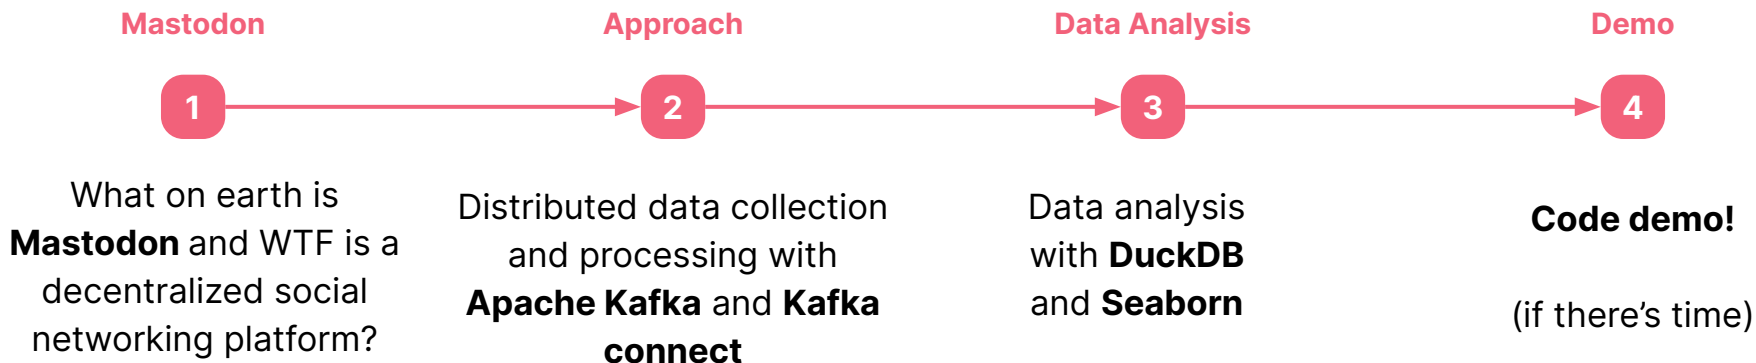 Mastodon
Approach
Data Analysis
Demo
1
2
3
4
What on earth is
Mastodon and WTF is a
decentralized social
networking platform?
Distributed data collection
and processing with
Apache Kafka and Kafka
connect
Data analysis
with DuckDB
and Seaborn
Code demo!
(if there’s time)